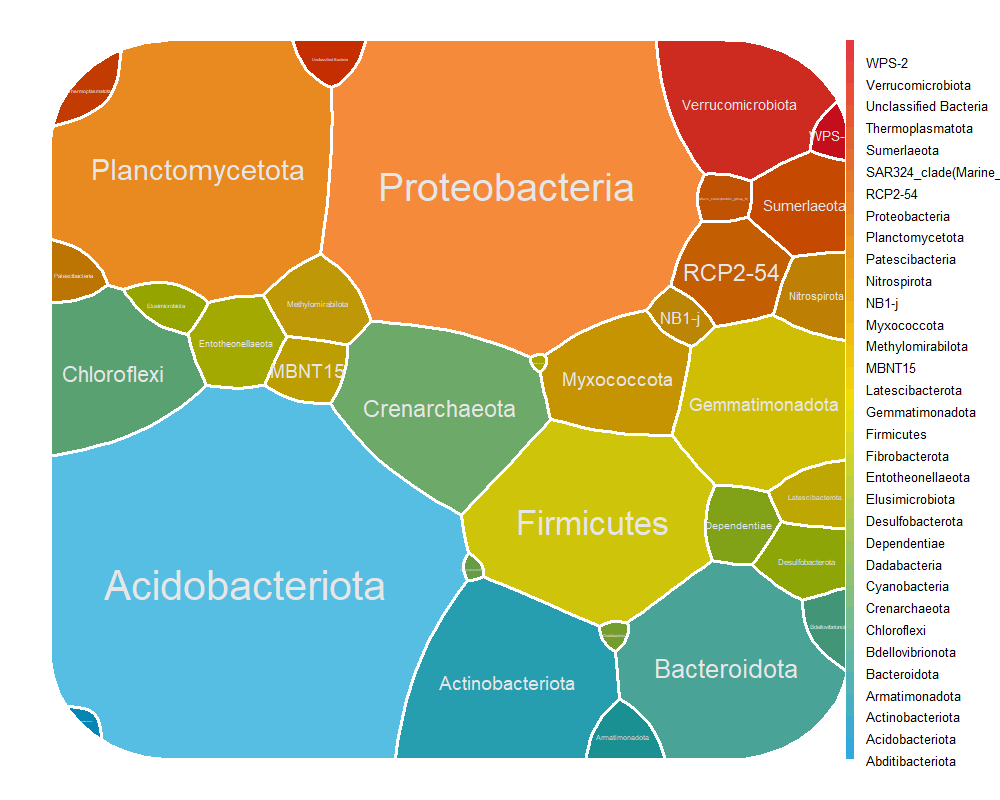 Unclassified Bacteria
Thermoplasmatota
Verrucomicrobiota
WPS-
Planctomycetota
Proteobacteria
Sumerlaeota
Patescibacteria
RCP2-54
Nitrospirota
Elusimicrobiota
Methylomirabilota
NB1-j
Entotheonellaeota
Chloroflexi
MBNT15
Myxococcota
Crenarchaeota
Gemmatimonadota
Latescibacterota
Firmicutes
Dependentiae
Desulfobacterota
Acidobacteriota
Bdellovibrionota
Bacteroidota
Actinobacteriota
Armatimonadota
WPS-2
Verrucomicrobiota
Unclassified Bacteria
Thermoplasmatota
Sumerlaeota
SAR324_clade(Marine_
RCP2-54
Proteobacteria
Planctomycetota
Patescibacteria
Nitrospirota
NB1-j
Myxococcota
Methylomirabilota
MBNT15
Latescibacterota
Gemmatimonadota
Firmicutes
Fibrobacterota
Entotheonellaeota
Elusimicrobiota
Desulfobacterota
Dependentiae
Dadabacteria
Cyanobacteria
Crenarchaeota
Chloroflexi
Bdellovibrionota
Bacteroidota
Armatimonadota
Actinobacteriota
Acidobacteriota
Abditibacteriota